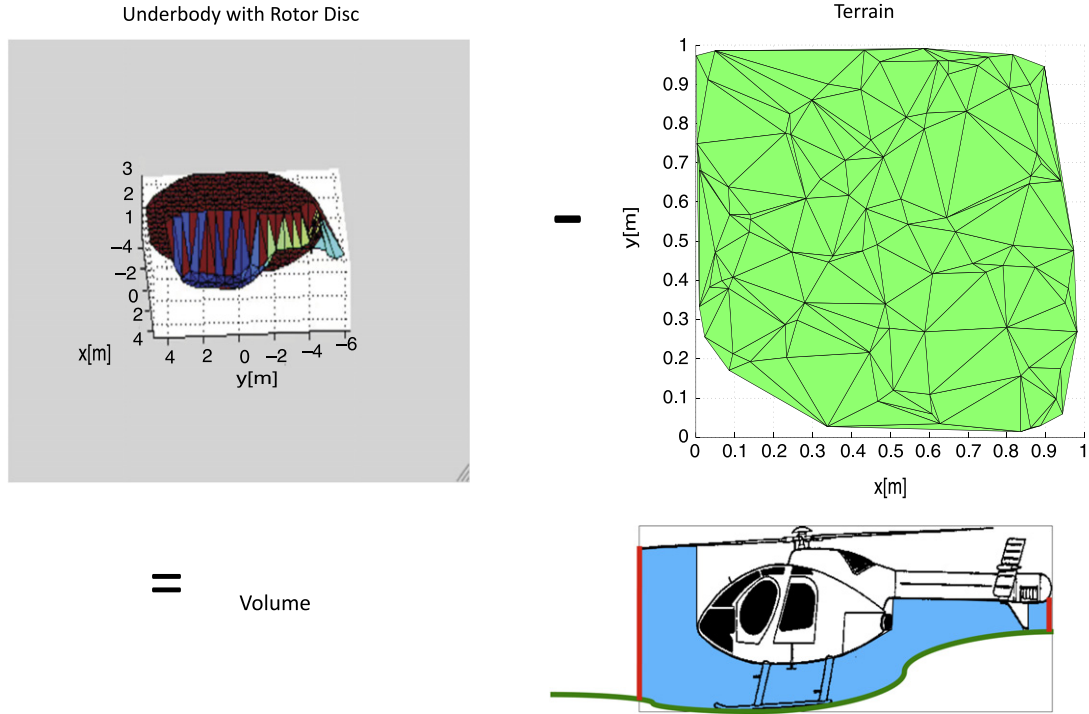 Underbody with Rotor Disc
Terrain
3
2
1
−4
−2
0
2
4
x[m]
4 2 0 −2 −4 −6
y[m]
1
0.9
0.8
0.7
0.6
0.5
0.4
0.3
0.2
0.1
0
y[m]
0 0.1 0.2 0.3 0.4 0.5 0.6 0.7 0.8 0.9 1
x[m]
=
Volume